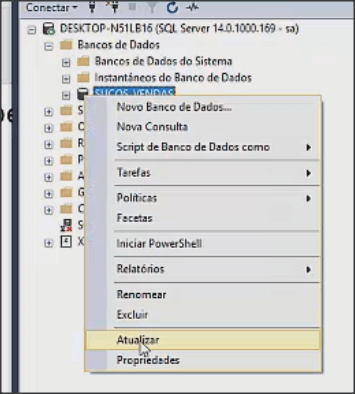 Conectar
DESKTOP-N51LB16 (SQL Server 14.0.1000.169 - sa)
Bancos de Dados
Bancos de Dados do Sistema
Instantâneos do Banco de Dados
SUCOS_VENDAS
Novo Banco de Dados...
Nova Consulta
Script de Banco de Dados como
Tarefas
Políticas
Facetas
Iniciar PowerShell
Relatórios
Renomear
Excluir
Atualizar
Propriedades